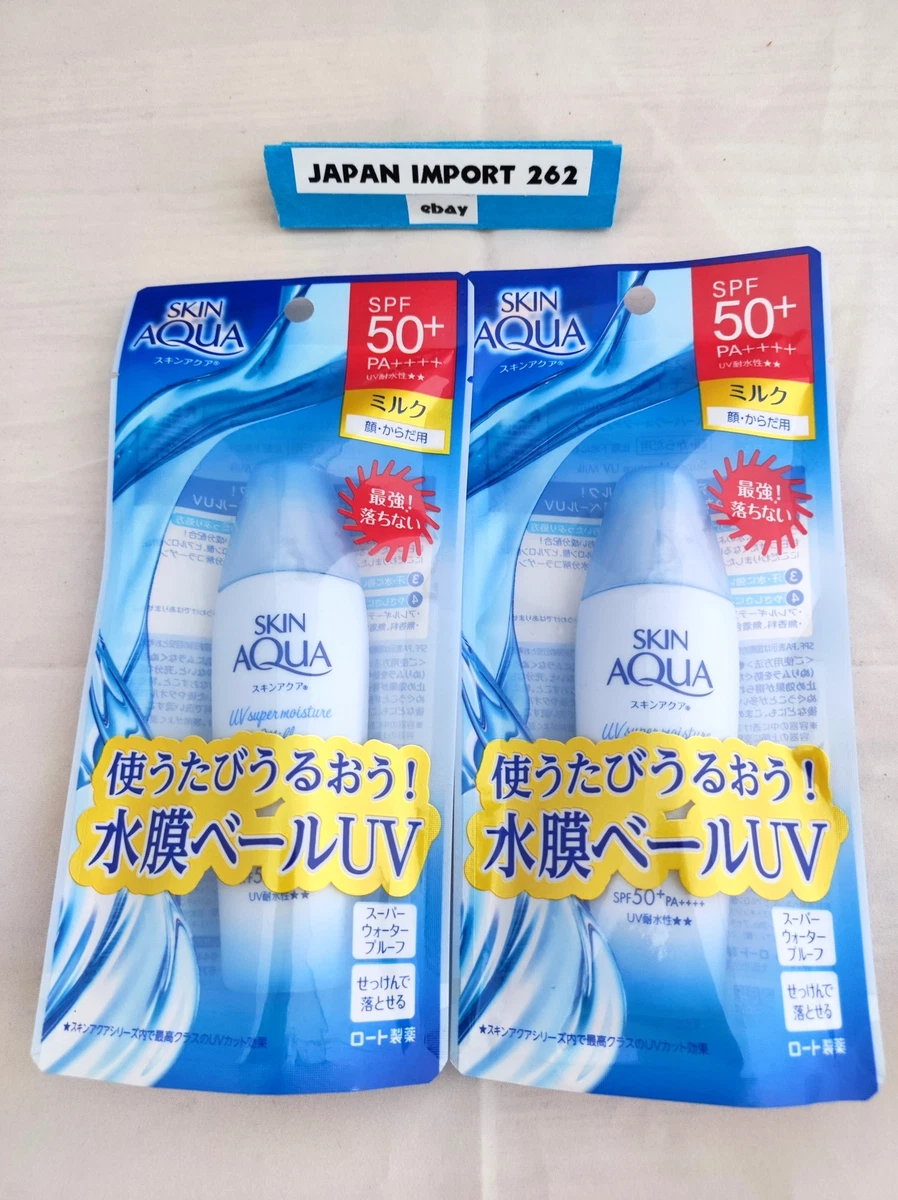 JAPAN IMPORT 262
ebay
SKIN
AQUA
スキンアクア®
SPF
50+
PA++++
UV耐水性★★
ミルク
顔・からだ用
最強!
落ちない
SKIN
AQUA
スキンアクア®
UV super moisture
使うたびうるおう!
水膜ベールUV
UV耐水性★★
スーパー
ウォーター
プルーフ
せっけんで
落とせる
★スキンアクアシリーズ内で最高クラスのUVカット効果
ロート製薬
SKIN
AQUA
スキンアクア®
SPF
50+
PA++++
UV耐水性★★
ミルク
顔・からだ用
最強!
落ちない
SKIN
AQUA
スキンアクア®
UV super moisture
使うたびうるおう!
水膜ベールUV
SPF50+PA++++
UV耐水性★★
スーパー
ウォーター
プルーフ
せっけんで
落とせる
★スキンアクアシリーズ内で最高クラスのUVカット効果
ロート製薬